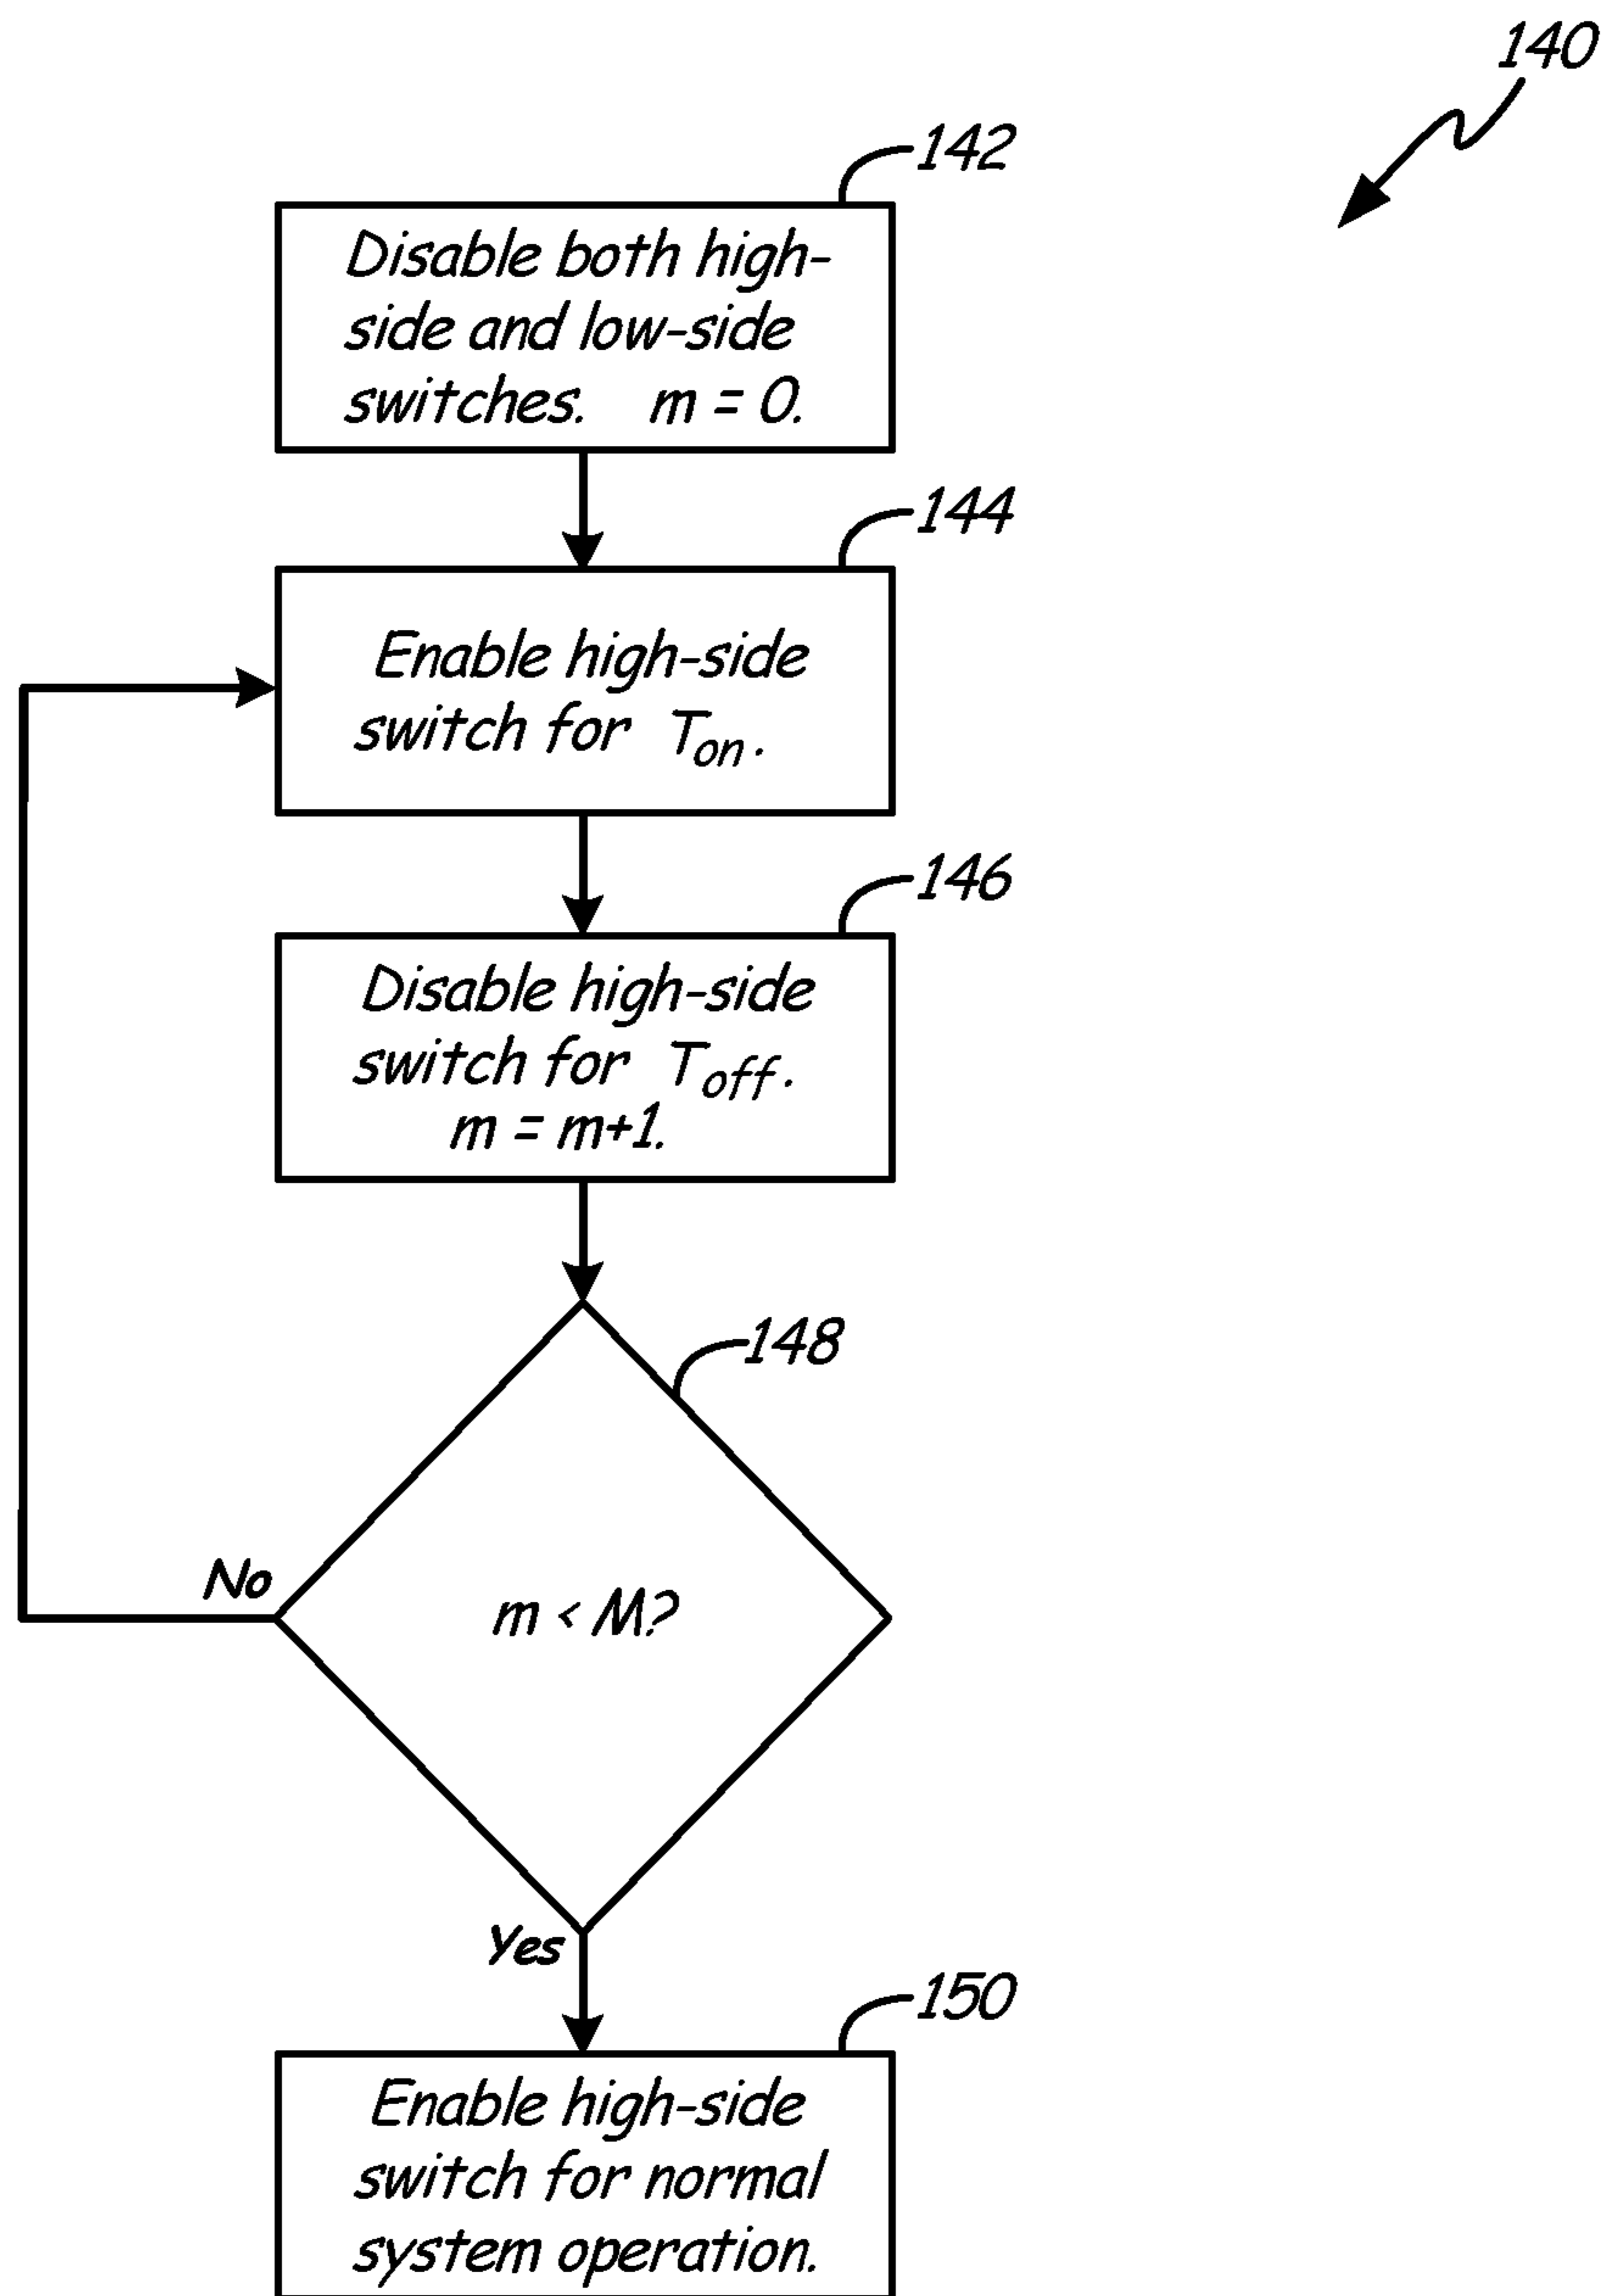 140
142
Disable both high-
side and low-side
switches. m = 0.
144
Enable high-side
switch for Ton.
146
Disable high-side
switch for Toff.
m = m+1.
148
m < M?
No
Yes
150
Enable high-side
switch for normal
system operation.